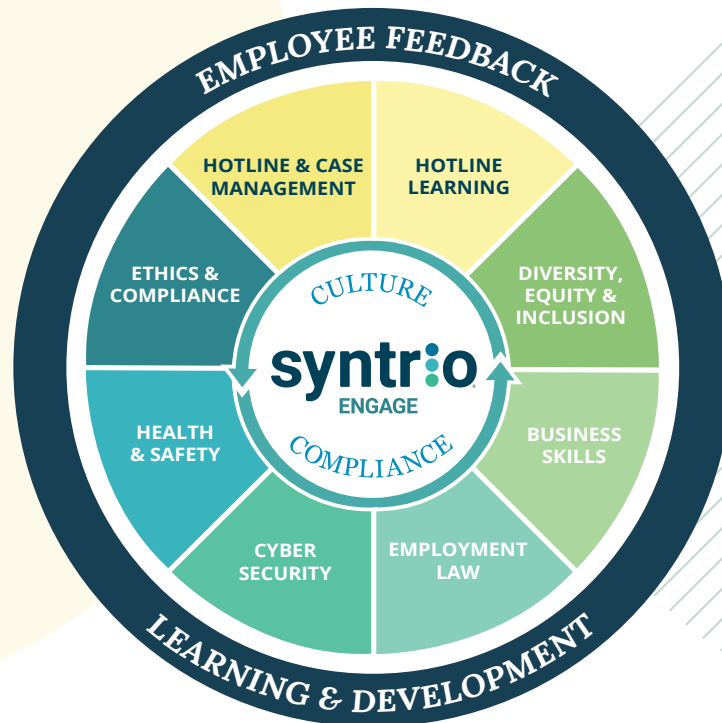 EMPLOYEE FEEDBACK
HOTLINE & CASE
MANAGEMENT
HOTLINE
LEARNING
ETHICS &
COMPLIANCE
DIVERSITY,
EQUITY &
INCLUSION
CULTURE
syntrio
ENGAGE
COMPLIANCE
HEALTH
& SAFETY
BUSINESS
SKILLS
CYBER
SECURITY
EMPLOYMENT
LAW
LEARNING & DEVELOPMENT